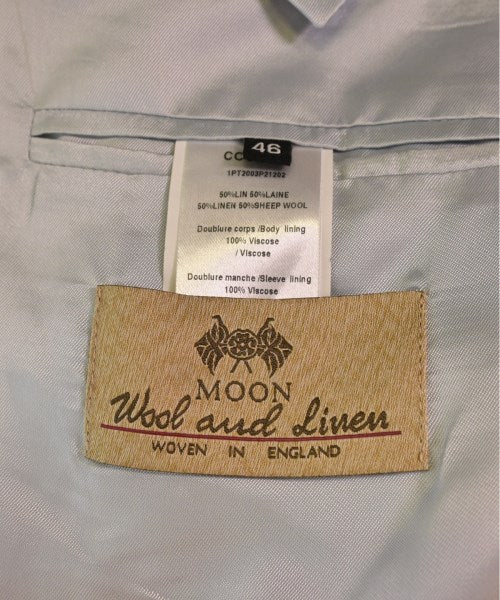 46
1PT2003P21202
50%LIN 50%LAINE
50%LINEN 50%SHEEP WOOL
Doublure corps /Body lining
100% Viscose
/ Viscose
Doublure manche /Sleeve lining
100% Viscose
MOON
Wool and Linen
WOVEN IN ENGLAND